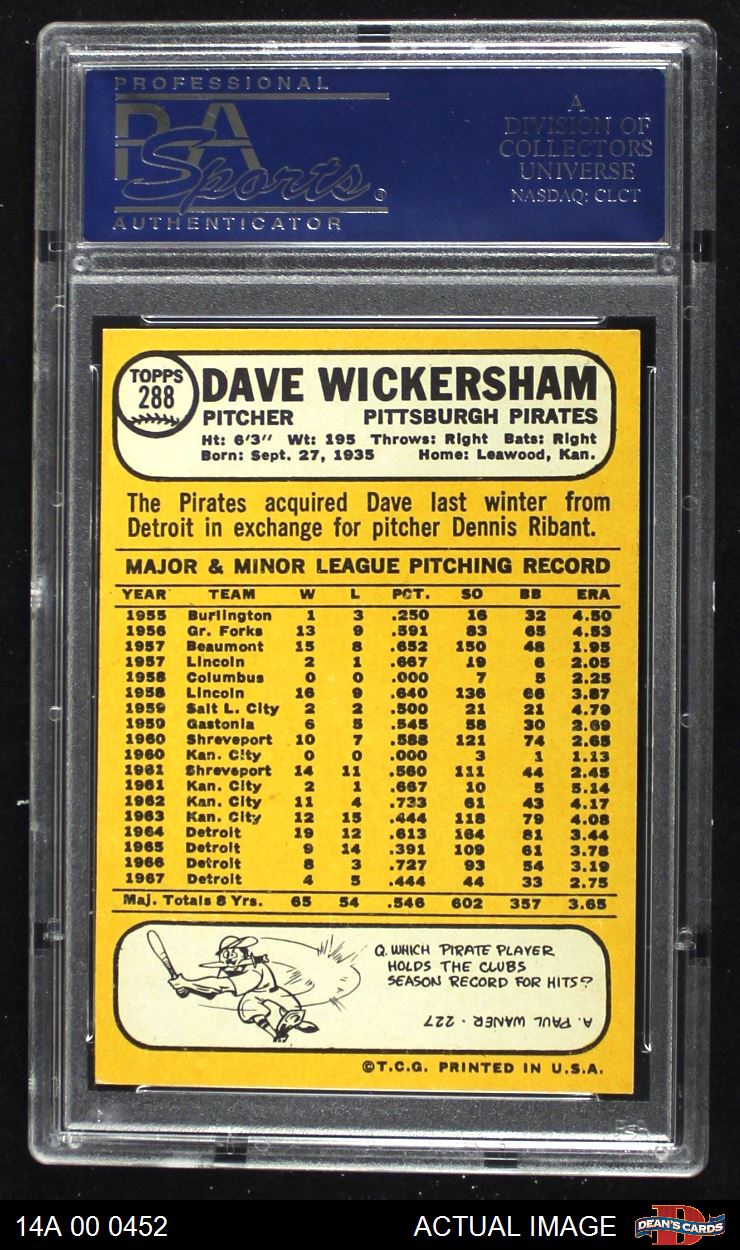 PROFESSIONAL
PSA
Sports
AUTHENTICATOR
A
DIVISION OF
COLLECTORS
UNIVERSE
NASDAQ: CLCT
TOPPS
288
DAVE WICKERSHAM
PITCHER PITTSBURGH PIRATES
Ht: 6'3" Wt: 195 Throws: Right Bats: Right
Born: Sept. 27, 1935 Home: Leawood, Kan.
The Pirates acquired Dave last winter from
Detroit in exchange for pitcher Dennis Ribant.
MAJOR & MINOR LEAGUE PITCHING RECORD
YEAR TEAM W L PCT. SO BB ERA
1955 Burlington 1 3 .250 16 32 4.50
1956 Gr. Forks 13 9 .591 83 65 4.53
1957 Beaumont 15 8 .652 150 48 1.95
1957 Lincoln 2 1 .667 19 6 2.05
1958 Columbus 0 0 .000 7 5 2.25
1958 Lincoln 16 9 .640 136 66 3.87
1959 Salt L. City 2 2 .500 21 21 4.79
1959 Gastonia 6 5 .545 58 30 2.69
1960 Shreveport 10 7 .588 121 74 2.65
1960 Kan. City 0 0 .000 3 1 1.13
1961 Shreveport 14 11 .560 111 44 2.45
1961 Kan. City 2 1 .667 10 5 5.14
1962 Kan. City 11 4 .733 61 43 4.17
1963 Kan. City 12 15 .444 118 79 4.08
1964 Detroit 19 12 .613 164 81 3.44
1965 Detroit 9 14 .391 109 61 3.78
1966 Detroit 8 3 .727 93 54 3.19
1967 Detroit 4 5 .444 44 33 2.75
Maj. Totals 8 Yrs. 65 54 .546 602 357 3.65
Q. WHICH PIRATE PLAYER
HOLDS THE CLUBS
SEASON RECORD FOR HITS?
A. PAUL WANER - 227
©T.C.G. PRINTED IN U.S.A.
14A 00 0452 ACTUAL IMAGE
DEAN'S CARDS